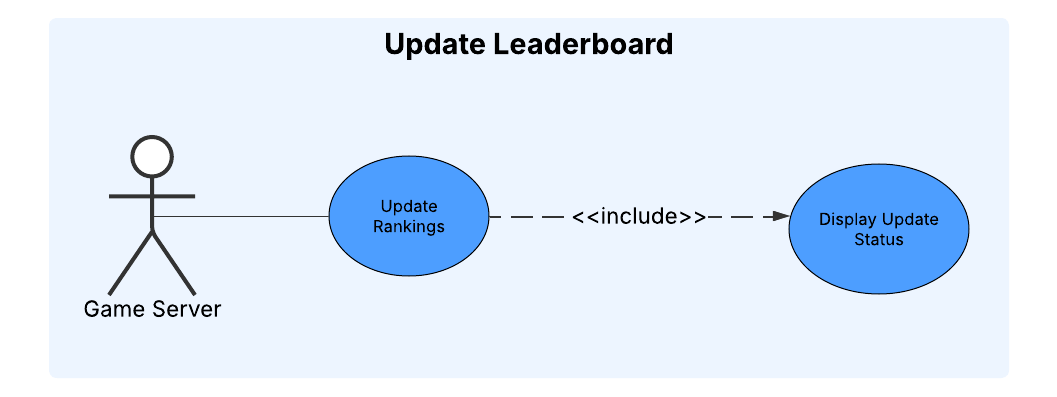 Update Leaderboard
Update
Rankings
<<include>>
Display Update
Status
Game Server